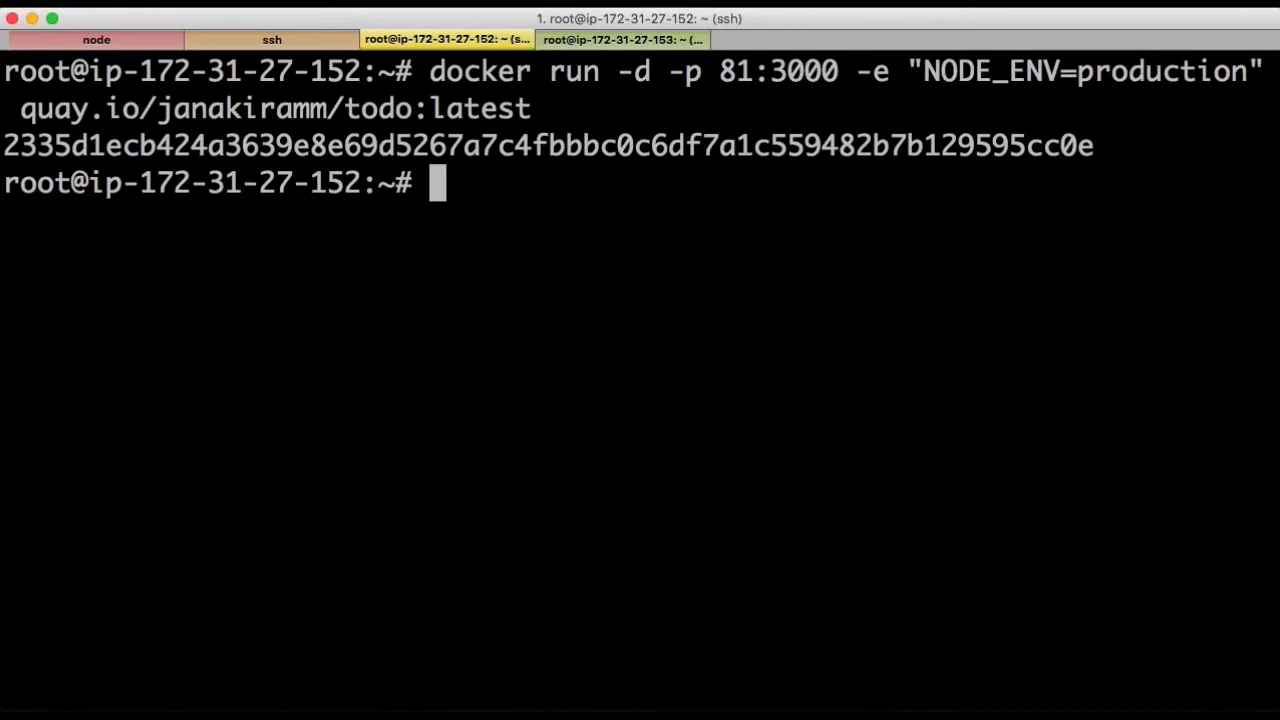 1. root@ip-172-31-27-152: ~ (ssh)
node
ssh
root@ip-172-31-27-152: ~ (s...
root@ip-172-31-27-153: ~ (...
root@ip-172-31-27-152:~# docker run -d -p 81:3000 -e "NODE_ENV=production"
quay.io/janakiramm/todo:latest
2335d1ecb424a3639e8e69d5267a7c4fbbbc0c6df7a1c559482b7b129595cc0e
root@ip-172-31-27-152:~#